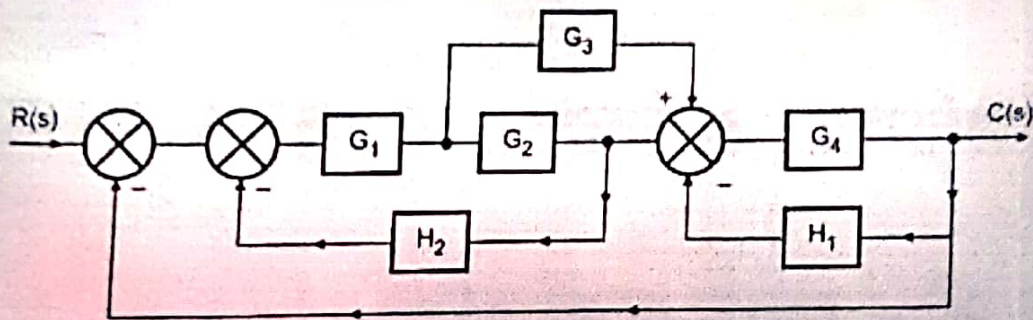 G₃
R(s)
+
C(s)
G₁
G₂
G₄
−
−
−
H₂
H₁